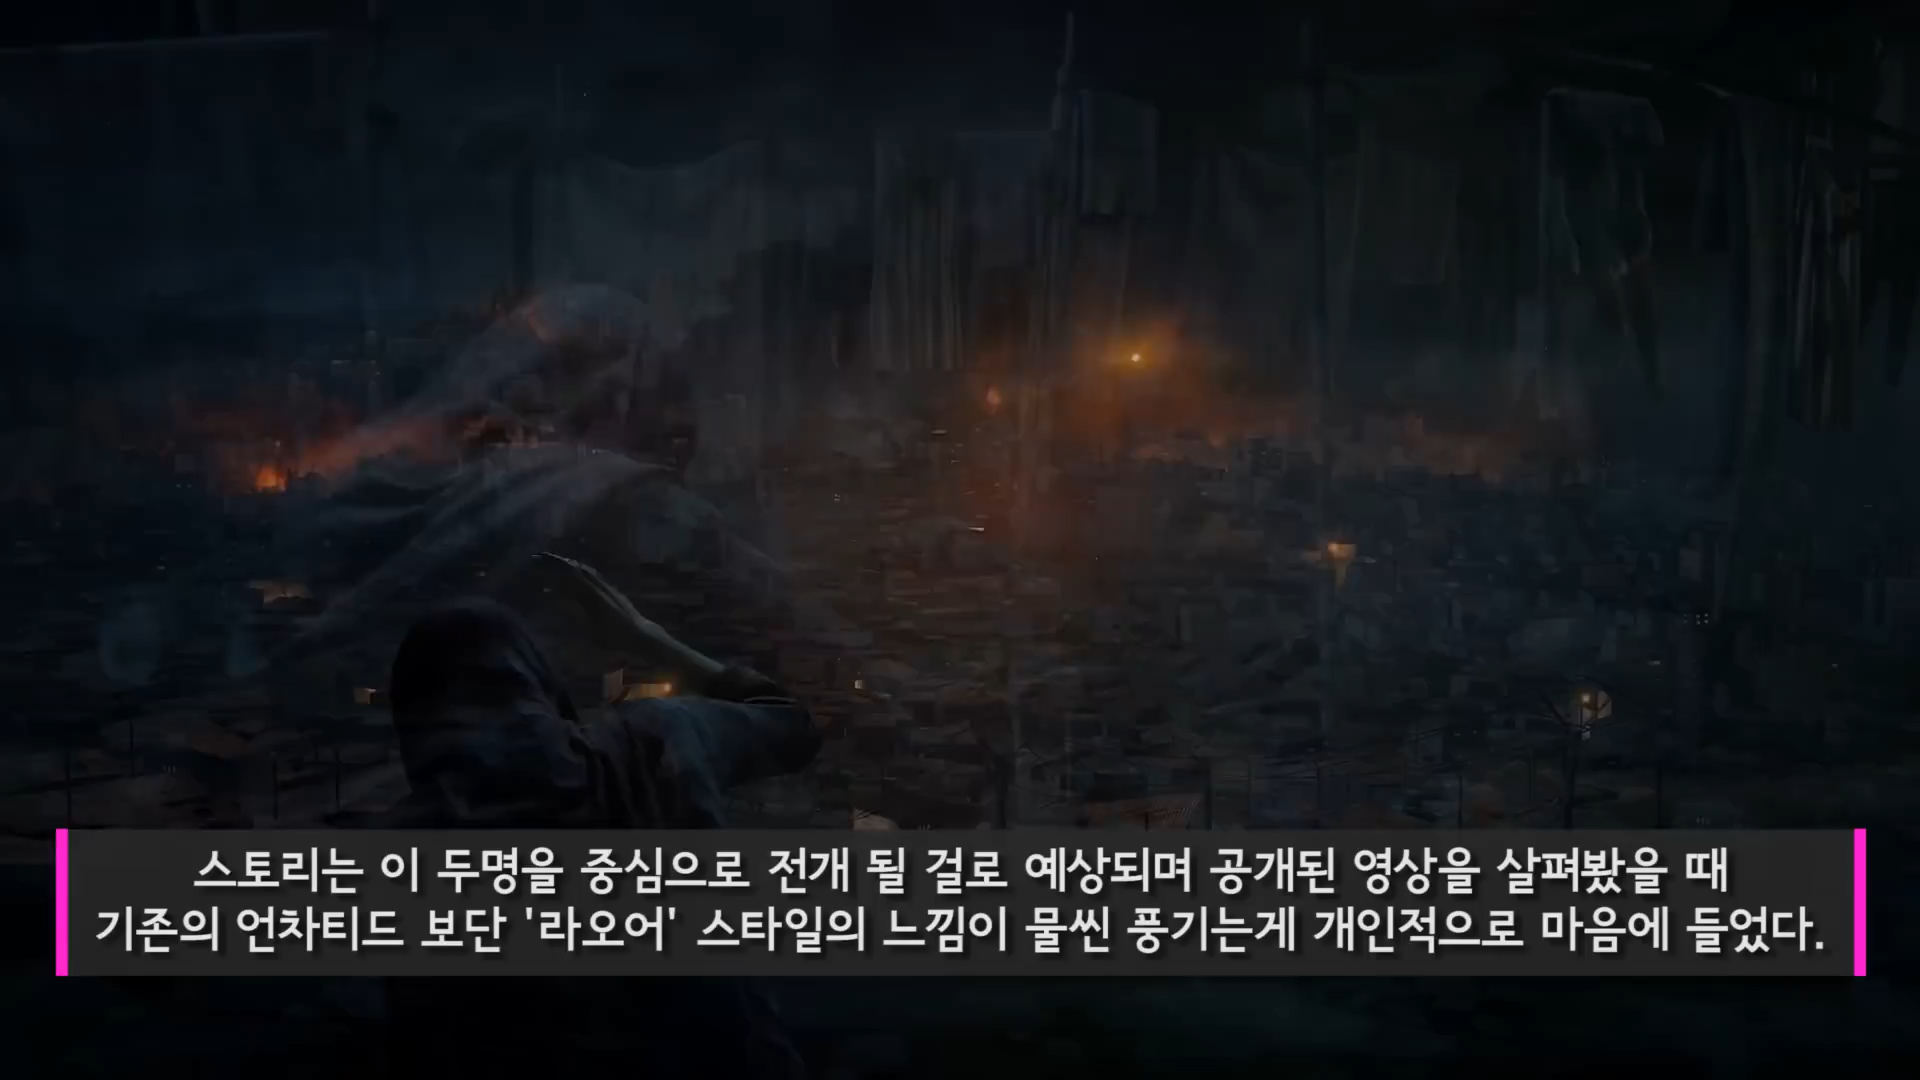 스토리는 이 두명을 중심으로 전개 될 걸로 예상되며 공개된 영상을 살펴봤을 때
기존의 언차티드 보단 '라오어' 스타일의 느낌이 물씬 풍기는게 개인적으로 마음에 들었다.